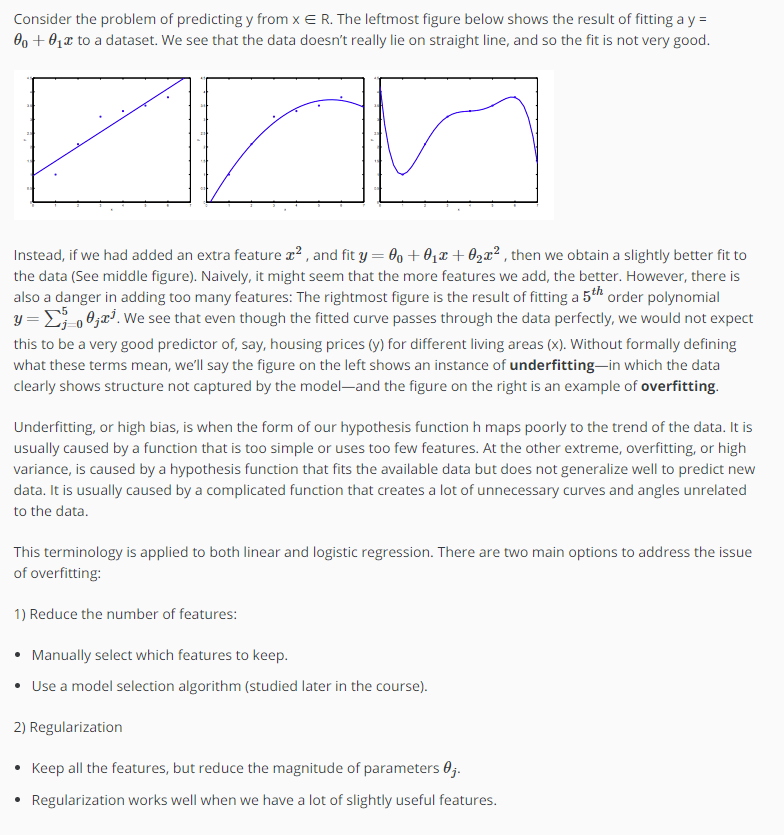 Consider the problem of predicting y from x ∈ R. The leftmost figure below shows the result of fitting a y =
θ₀ + θ₁x to a dataset. We see that the data doesn’t really lie on straight line, and so the fit is not very good.
Instead, if we had added an extra feature x² , and fit y = θ₀ + θ₁x + θ₂x² , then we obtain a slightly better fit to
the data (See middle figure). Naively, it might seem that the more features we add, the better. However, there is
also a danger in adding too many features: The rightmost figure is the result of fitting a 5ᵗʰ order polynomial
y = ∑⁵ⱼ₌₀ θⱼxʲ. We see that even though the fitted curve passes through the data perfectly, we would not expect
this to be a very good predictor of, say, housing prices (y) for different living areas (x). Without formally defining
what these terms mean, we’ll say the figure on the left shows an instance of underfitting—in which the data
clearly shows structure not captured by the model—and the figure on the right is an example of overfitting.
Underfitting, or high bias, is when the form of our hypothesis function h maps poorly to the trend of the data. It is
usually caused by a function that is too simple or uses too few features. At the other extreme, overfitting, or high
variance, is caused by a hypothesis function that fits the available data but does not generalize well to predict new
data. It is usually caused by a complicated function that creates a lot of unnecessary curves and angles unrelated
to the data.
This terminology is applied to both linear and logistic regression. There are two main options to address the issue
of overfitting:
1) Reduce the number of features:
• Manually select which features to keep.
• Use a model selection algorithm (studied later in the course).
2) Regularization
• Keep all the features, but reduce the magnitude of parameters θⱼ.
• Regularization works well when we have a lot of slightly useful features.